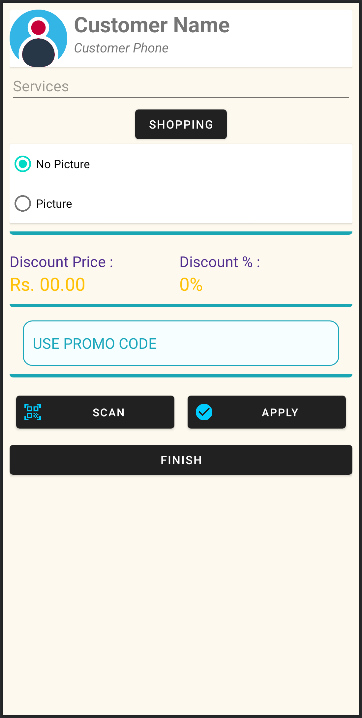 Customer Name
Customer Phone
Services
SHOPPING
No Picture
Picture
Discount Price :
Discount % :
Rs. 00.00
0%
USE PROMO CODE
SCAN
APPLY
FINISH